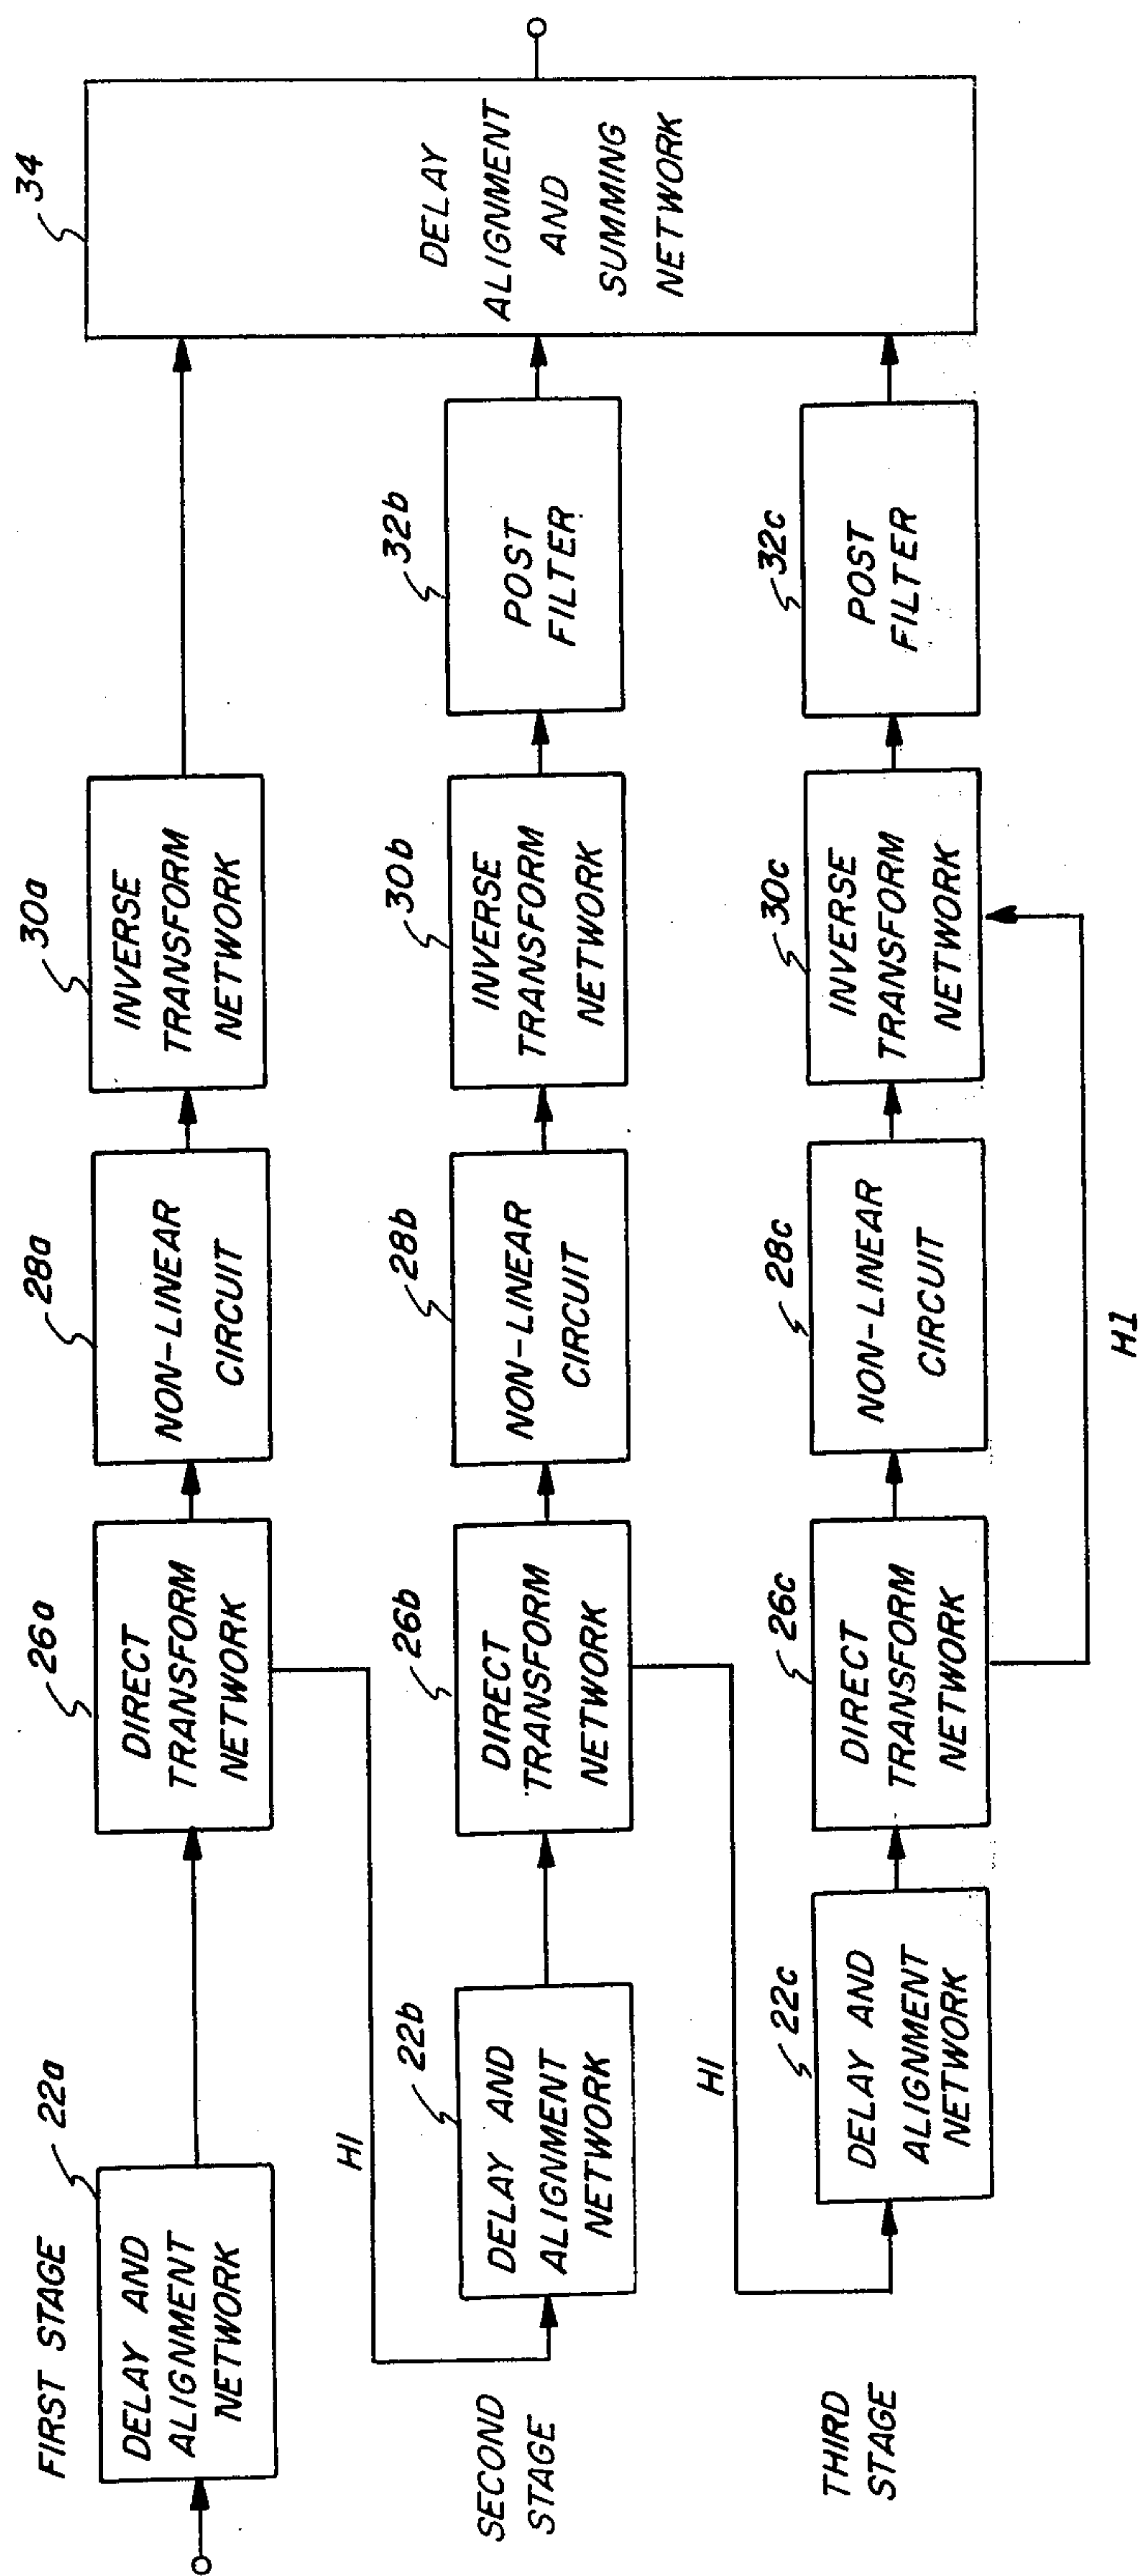 FIRST STAGE
22a
DELAY AND
ALIGNMENT
NETWORK
26a
DIRECT
TRANSFORM
NETWORK
28a
NON-LINEAR
CIRCUIT
30a
INVERSE
TRANSFORM
NETWORK
34
DELAY
ALIGNMENT
AND
SUMMING
NETWORK
HI
SECOND
STAGE
22b
DELAY AND
ALIGNMENT
NETWORK
26b
DIRECT
TRANSFORM
NETWORK
28b
NON-LINEAR
CIRCUIT
30b
INVERSE
TRANSFORM
NETWORK
32b
POST
FILTER
HI
THIRD
STAGE
22c
DELAY AND
ALIGNMENT
NETWORK
26c
DIRECT
TRANSFORM
NETWORK
28c
NON-LINEAR
CIRCUIT
30c
INVERSE
TRANSFORM
NETWORK
32c
POST
FILTER
HI